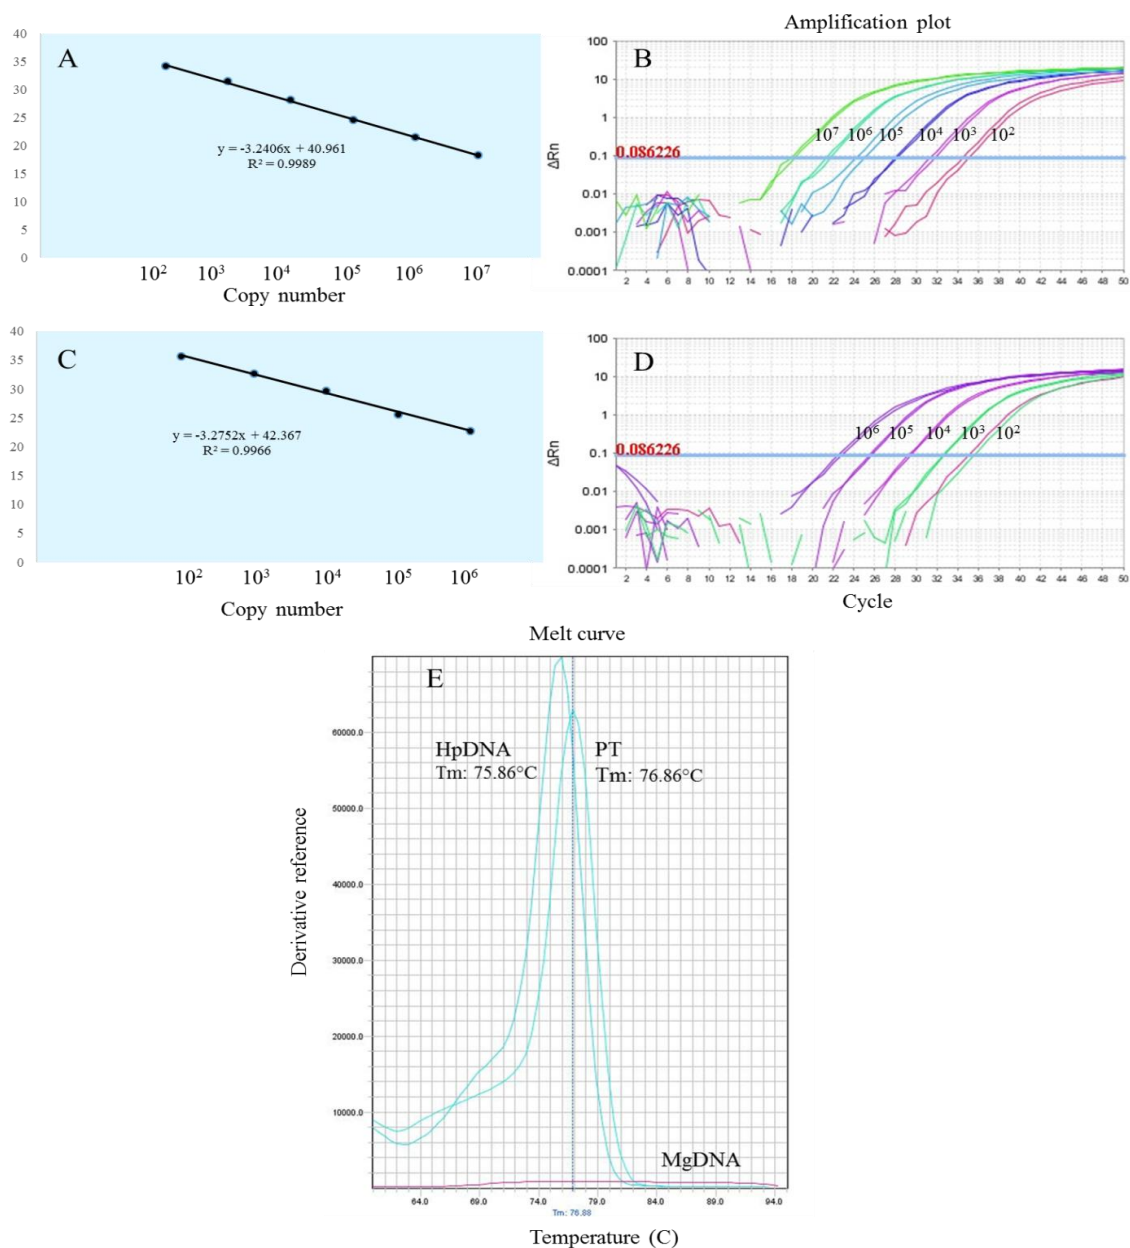 Amplification plot
A
40
35
30
25
20
15
10
5
0
y = -3.2406x + 40.961
R² = 0.9989
10² 10³ 10⁴ 10⁵ 10⁶ 10⁷
Copy number
B
100
10
1
0.1
0.01
0.001
0.0001
ΔRn
0.086226
10⁷ 10⁶ 10⁵ 10⁴ 10³ 10²
2 4 6 8 10 12 14 16 18 20 22 24 26 28 30 32 34 36 38 40 42 44 46 48 50
C
40
35
30
25
20
15
10
5
0
y = -3.2752x + 42.367
R² = 0.9966
10² 10³ 10⁴ 10⁵ 10⁶
Copy number
D
100
10
1
0.1
0.01
0.001
0.0001
ΔRn
0.086226
10⁶ 10⁵ 10⁴ 10³ 10²
2 4 6 8 10 12 14 16 18 20 22 24 26 28 30 32 34 36 38 40 42 44 46 48 50
Cycle
Melt curve
E
60000.0
50000.0
40000.0
30000.0
20000.0
10000.0
Derivative reference
HpDNA
Tm: 75.86°C
PT
Tm: 76.86°C
MgDNA
64.0 69.0 74.0 79.0 84.0 89.0 94.0
Tm: 76.88
Temperature (C)